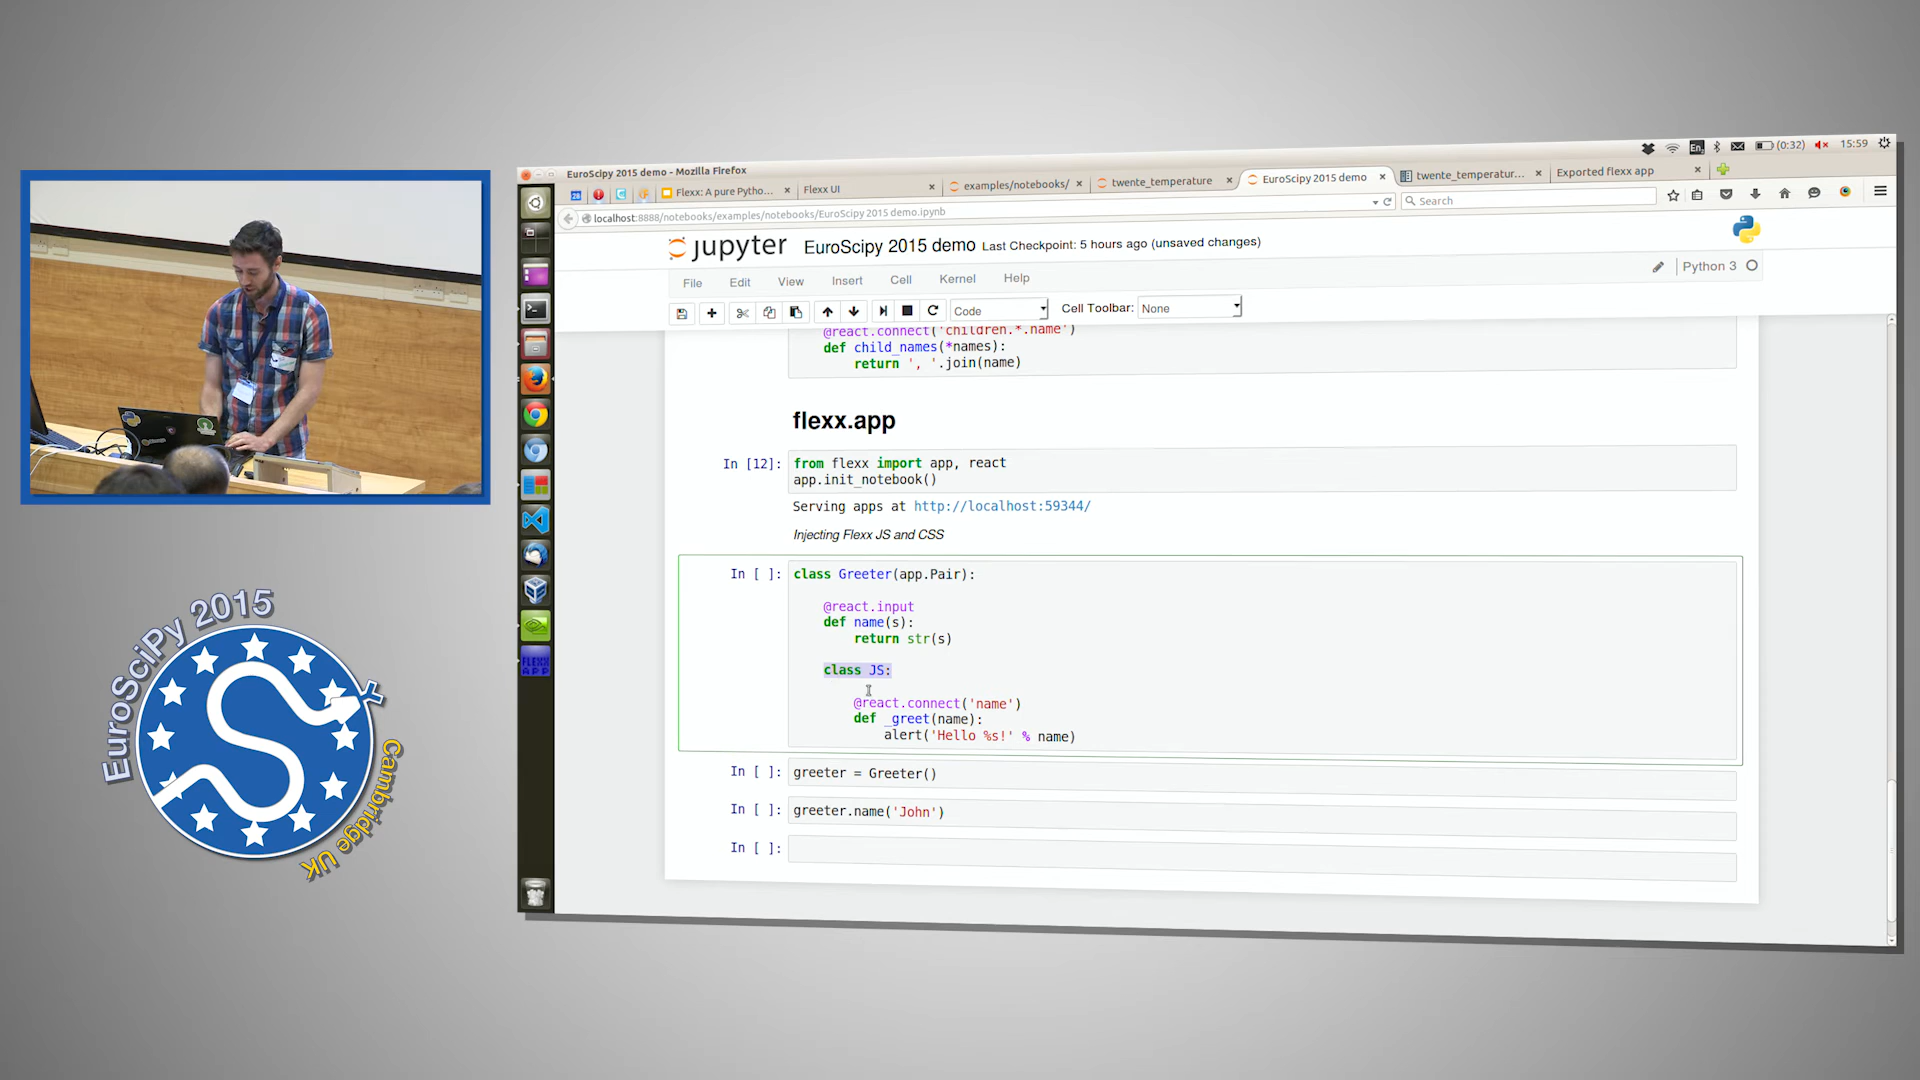 EuroScipy 2015 demo - Mozilla Firefox
En
(0:32)
15:59
Flexx: A pure Pytho...
Flexx UI
examples/notebooks/
twente_temperature
EuroScipy 2015 demo
twente_temperatur...
Exported flexx app
localhost:8888/notebooks/examples/notebooks/EuroScipy 2015 demo.ipynb
Search
jupyter
EuroScipy 2015 demo
Last Checkpoint: 5 hours ago (unsaved changes)
File
Edit
View
Insert
Cell
Kernel
Help
Python 3
Code
Cell Toolbar:
None
@react.connect('children.*.name')
def child_names(*names):
return ', '.join(name)
flexx.app
In [12]:
from flexx import app, react
app.init_notebook()
Serving apps at http://localhost:59344/
Injecting Flexx JS and CSS
In [ ]:
class Greeter(app.Pair):
@react.input
def name(s):
return str(s)
class JS:
@react.connect('name')
def _greet(name):
alert('Hello %s!' % name)
In [ ]:
greeter = Greeter()
In [ ]:
greeter.name('John')
In [ ]:
FLEXX
APP
EuroSciPy 2015
Cambridge UK